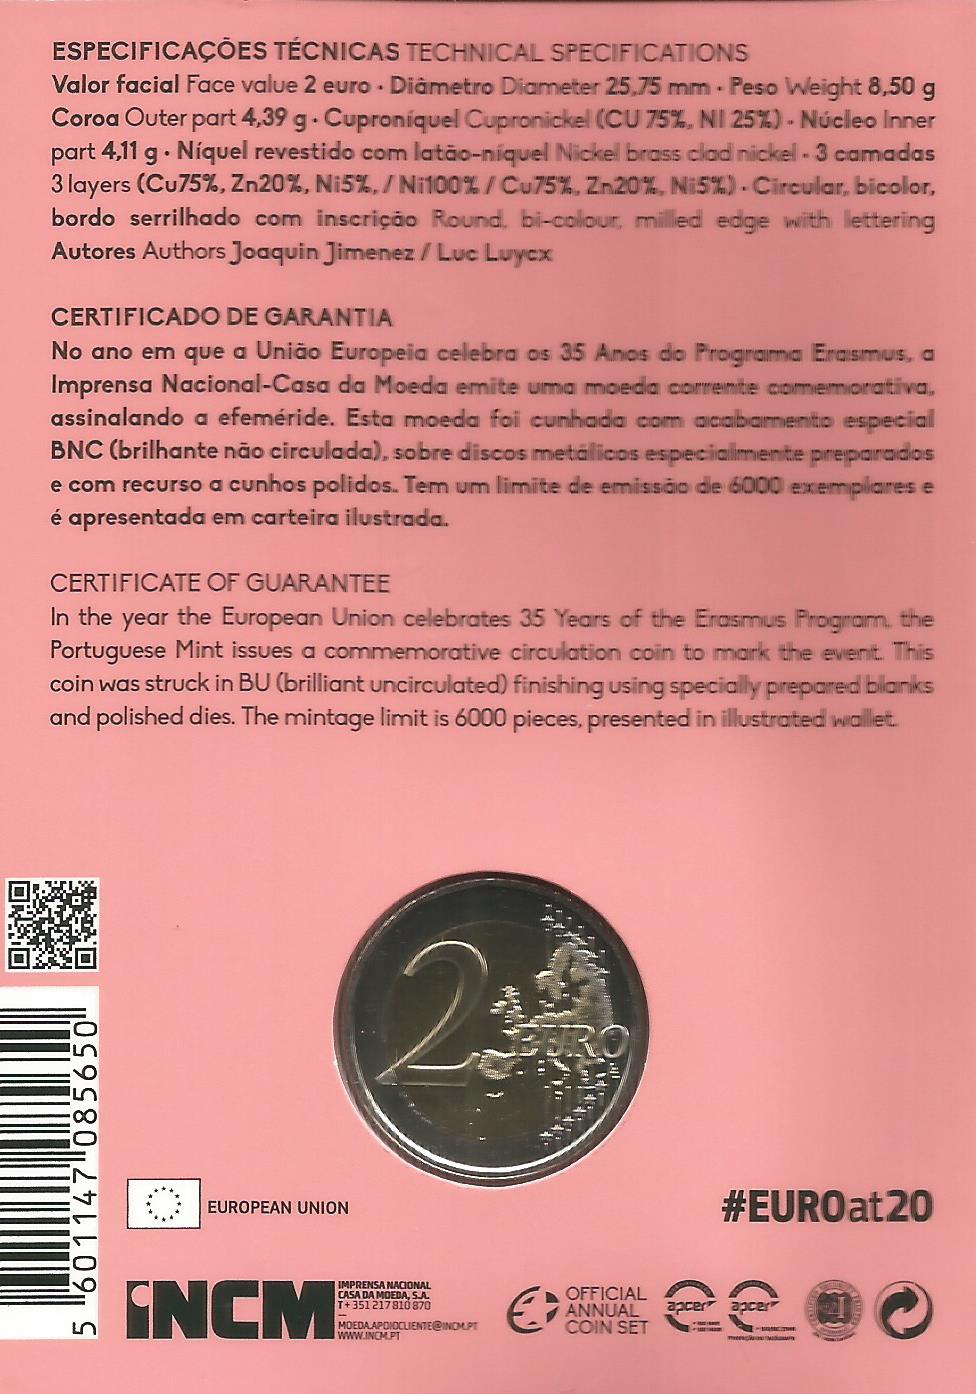 ESPECIFICAÇÕES TÉCNICAS TECHNICAL SPECIFICATIONS
Valor facial Face value 2 euro · Diâmetro Diameter 25,75 mm · Peso Weight 8,50 g
Coroa Outer part 4,39 g · Cuproníquel Cupronickel (CU 75%, NI 25%) · Núcleo Inner
part 4,11 g · Níquel revestido com latão-níquel Nickel brass clad nickel · 3 camadas
3 layers (Cu75%, Zn20%, Ni5%, / Ni100% / Cu75%, Zn20%, Ni5%) · Circular, bicolor,
bordo serrilhado com inscrição Round, bi-colour, milled edge with lettering
Autores Authors Joaquin Jimenez / Luc Luycx
CERTIFICADO DE GARANTIA
No ano em que a União Europeia celebra os 35 Anos do Programa Erasmus, a
Imprensa Nacional-Casa da Moeda emite uma moeda corrente comemorativa,
assinalando a efeméride. Esta moeda foi cunhada com acabamento especial
BNC (brilhante não circulada), sobre discos metálicos especialmente preparados
e com recurso a cunhos polidos. Tem um limite de emissão de 6000 exemplares e
é apresentada em carteira ilustrada.
CERTIFICATE OF GUARANTEE
In the year the European Union celebrates 35 Years of the Erasmus Program, the
Portuguese Mint issues a commemorative circulation coin to mark the event. This
coin was struck in BU (brilliant uncirculated) finishing using specially prepared blanks
and polished dies. The mintage limit is 6000 pieces, presented in illustrated wallet.
2 EURO
5 601147 085650
EUROPEAN UNION
#EUROat20
INCM
IMPRENSA NACIONAL
CASA DA MOEDA, S.A.
T + 351 217 810 870
MOEDA.APOIOCLIENTE@INCM.PT
WWW.INCM.PT
OFFICIAL
ANNUAL
COIN SET
apcer
apcer